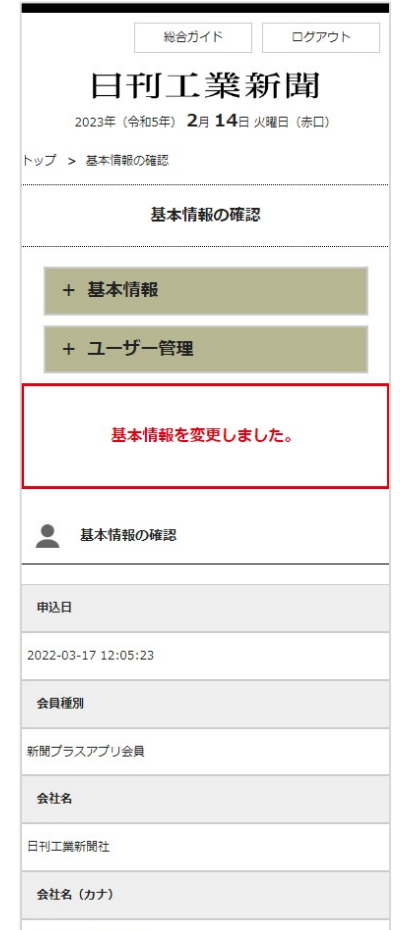 総合ガイド ログアウト
日刊工業新聞
2023年（令和5年） 2月 14日 火曜日（赤口）
トップ > 基本情報の確認
基本情報の確認
+ 基本情報
+ ユーザー管理
基本情報を変更しました。
基本情報の確認
申込日
2022-03-17 12:05:23
会員種別
新聞プラスアプリ会員
会社名
日刊工業新聞社
会社名（カナ）